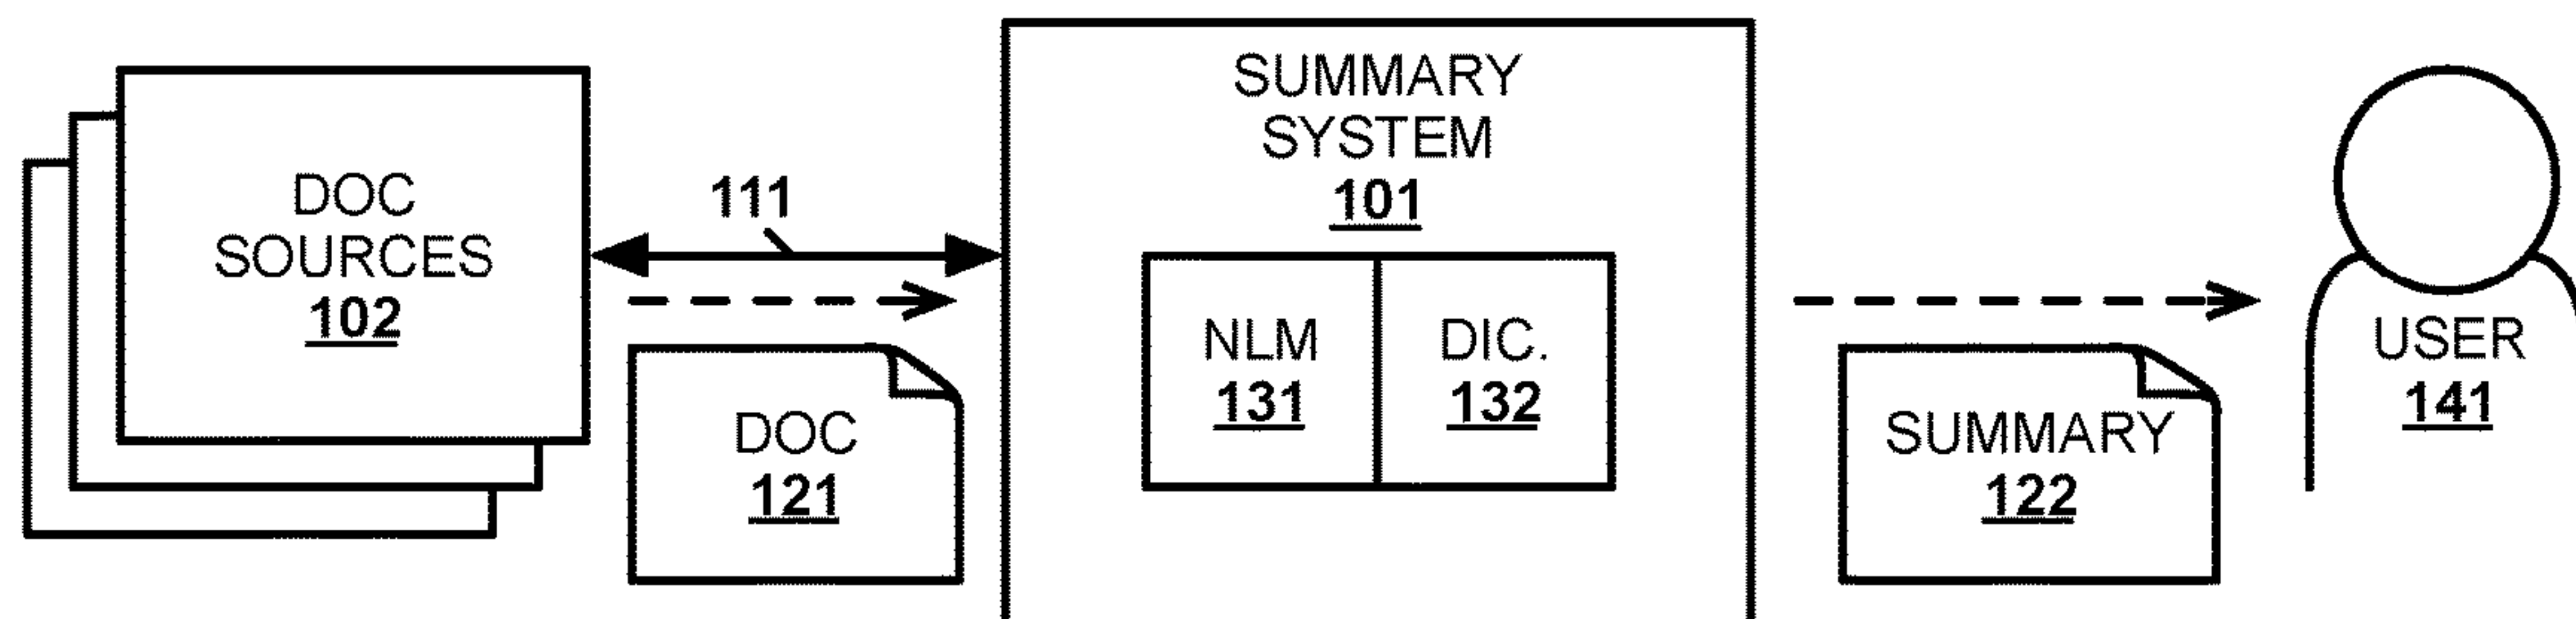 DOC
SOURCES
102
111
DOC
121
SUMMARY
SYSTEM
101
NLM
131
DIC.
132
SUMMARY
122
USER
141